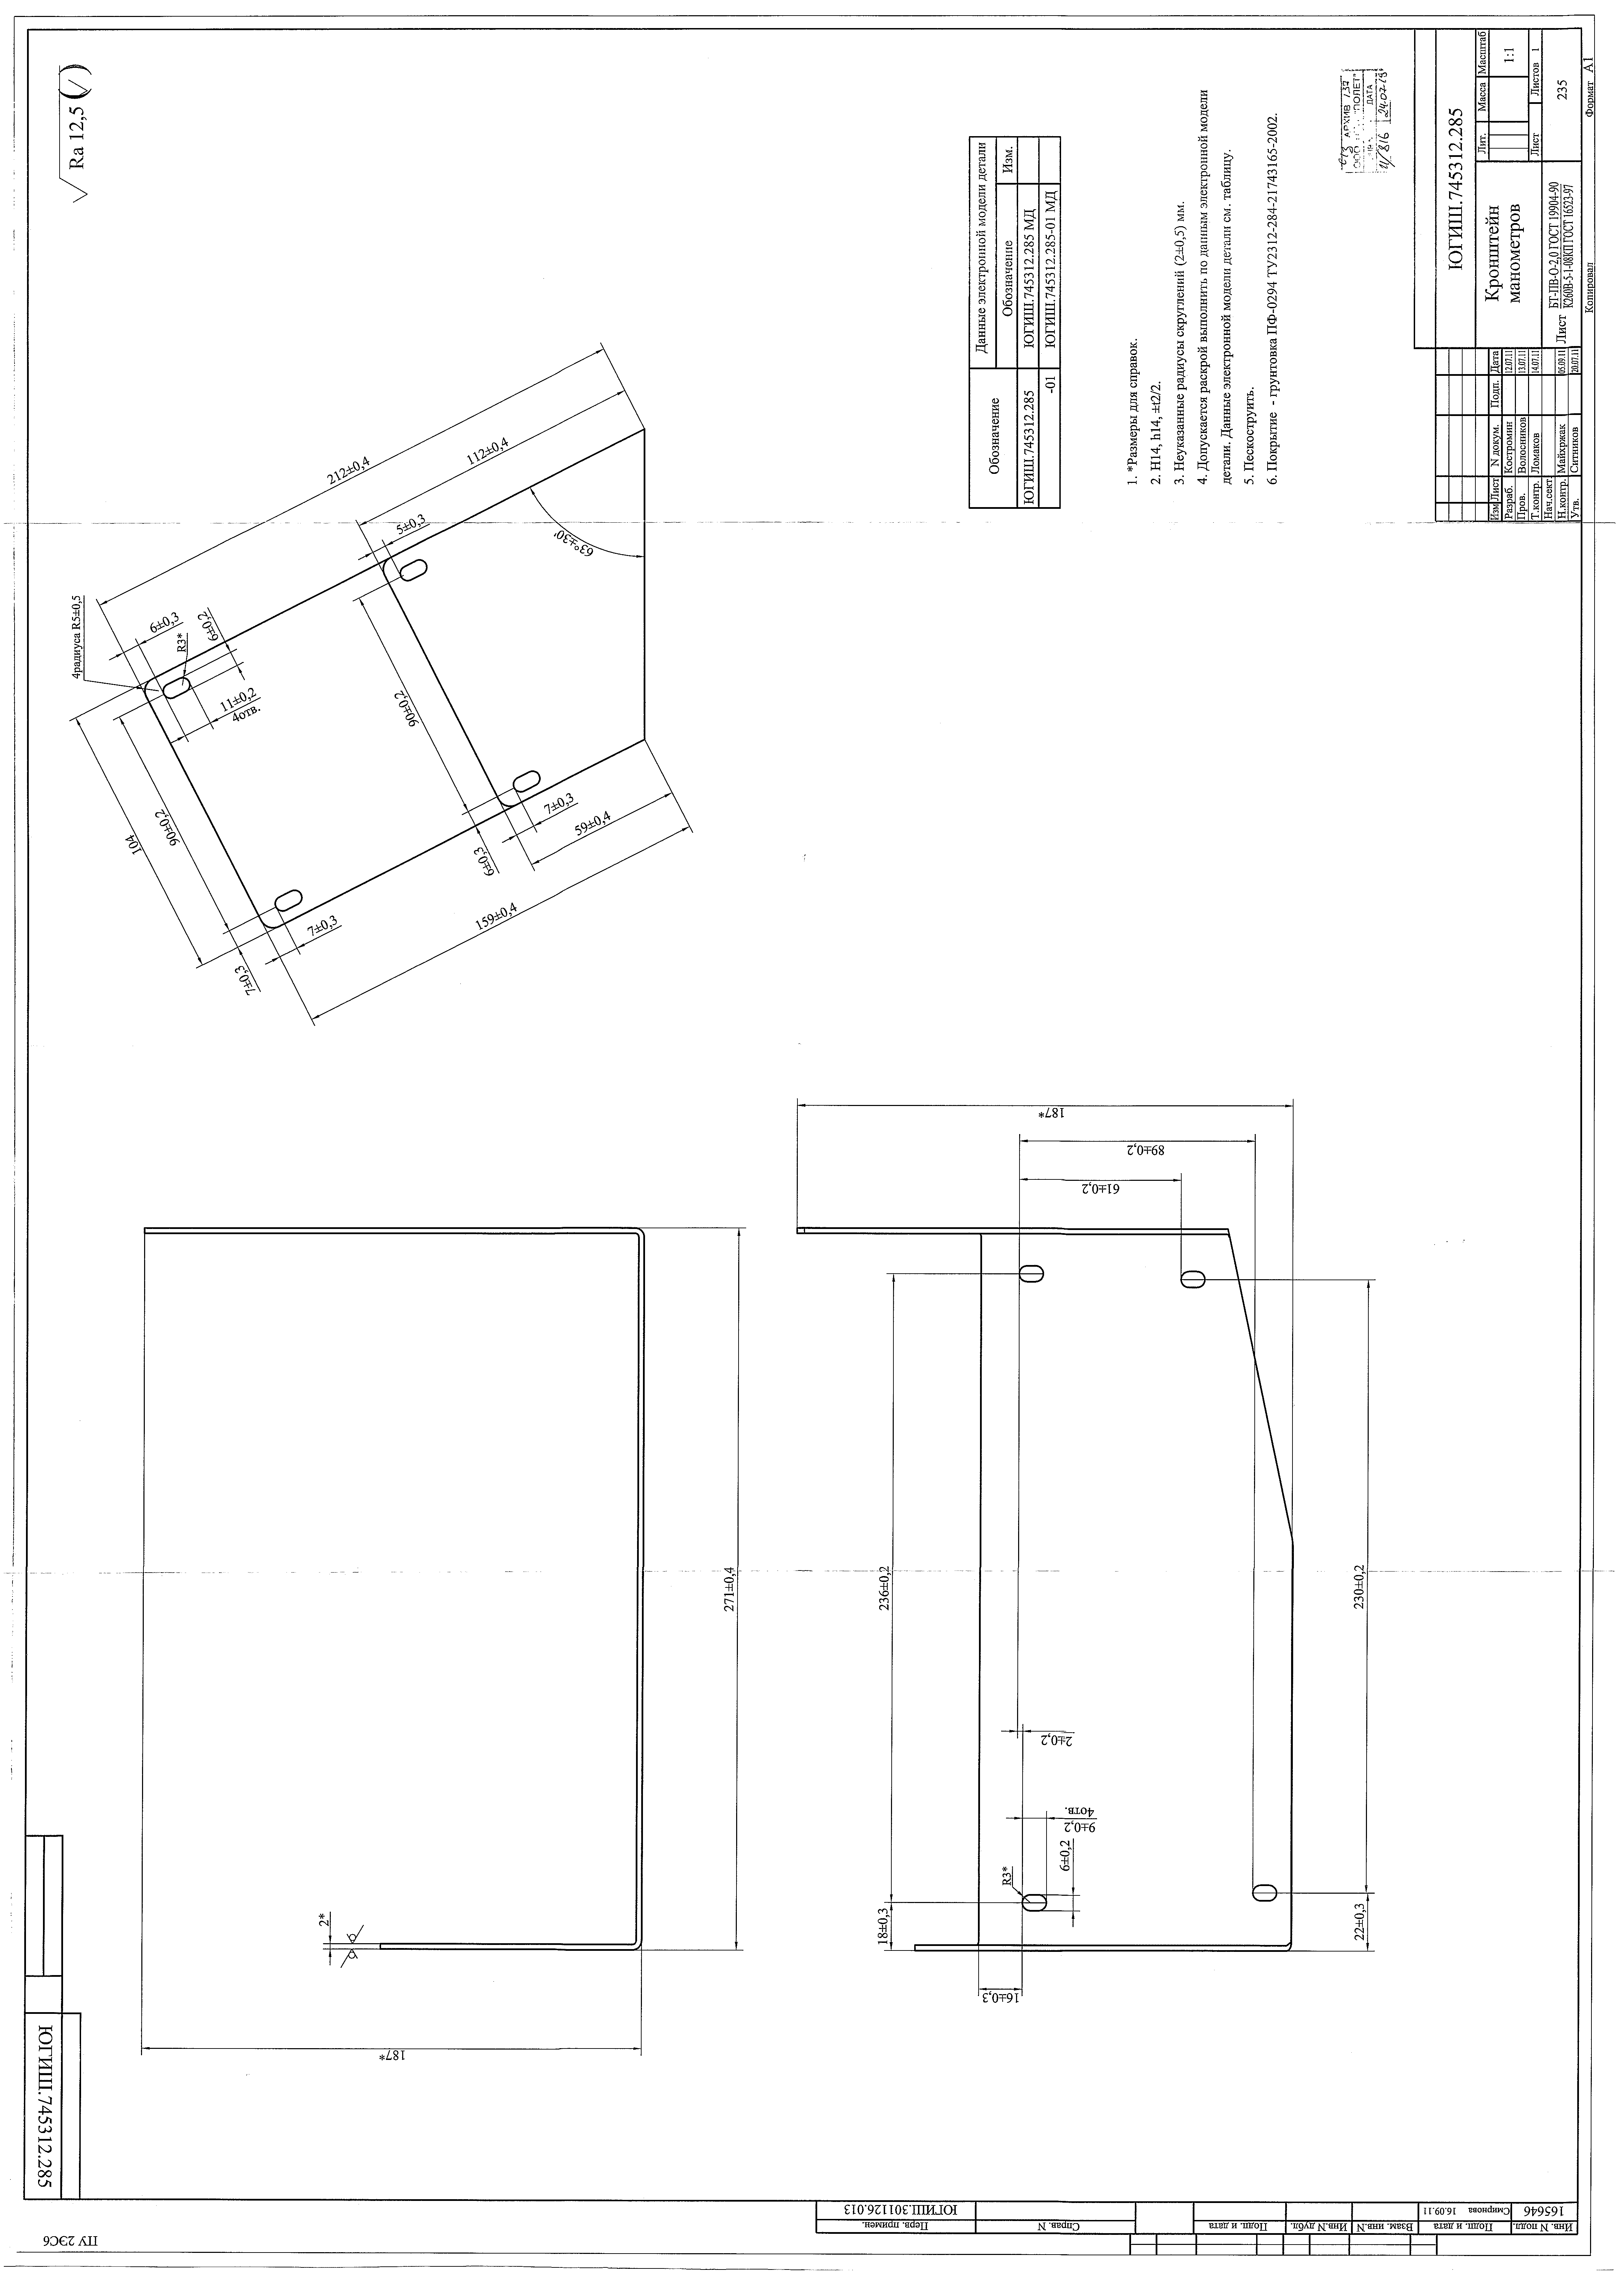 ПУ 2ЭС6
ЮГИШ.745312.285
Ra 12,5 (√)
187*
2*
271±0,4
104
90±0,2
4радиуса R5±0,5
6±0,3
R3*
6±0,2
11±0,2
4отв.
212±0,4
112±0,4
5±0,3
63°±30'
90±0,2
7±0,3
7±0,3
6±0,3
7±0,3
59±0,4
159±0,4
187*
89±0,2
61±0,2
236±0,2
230±0,2
2±0,2
9±0,2
4отв.
6±0,2
R3*
18±0,3
22±0,3
16±0,3
Обозначение
Данные электронной модели детали
Обозначение
Изм.
ЮГИШ.745312.285
ЮГИШ.745312.285 МД
-01
ЮГИШ.745312.285-01 МД
1. *Размеры для справок.
2. H14, h14, ±t2/2.
3. Неуказанные радиусы скруглений (2±0,5) мм.
4. Допускается раскрой выполнить по данным электронной модели
детали. Данные электронной модели детали см. таблицу.
5. Пескоструить.
6. Покрытие - грунтовка ПФ-0294 ТУ2312-284-21743165-2002.
АРХИВ
ООО
ДАТА
24.07.15
ЮГИШ.745312.285
Кронштейн
манометров
Лит.
Масса
Масштаб
1:1
Лист
Листов 1
Изм
Лист
N докум.
Подп.
Дата
Разраб.
Костромин
12.07.11
Пров.
Волосников
13.07.11
Т.контр.
Ломаков
14.07.11
Нач.сект.
Н.контр.
Майхржак
05.09.11
Утв.
Ситников
20.07.11
Лист
БТ-ПВ-О-2,0 ГОСТ 19904-90
К260В-5-1-08КП ГОСТ 16523-97
235
Копировал
Формат А1
Перв. примен.
ЮГИШ.301126.013
Справ. N
Подп. и дата
Инв.N дубл.
Взам. инв.N
Подп. и дата
Смирнова 16.09.11
Инв. N подл.
165646